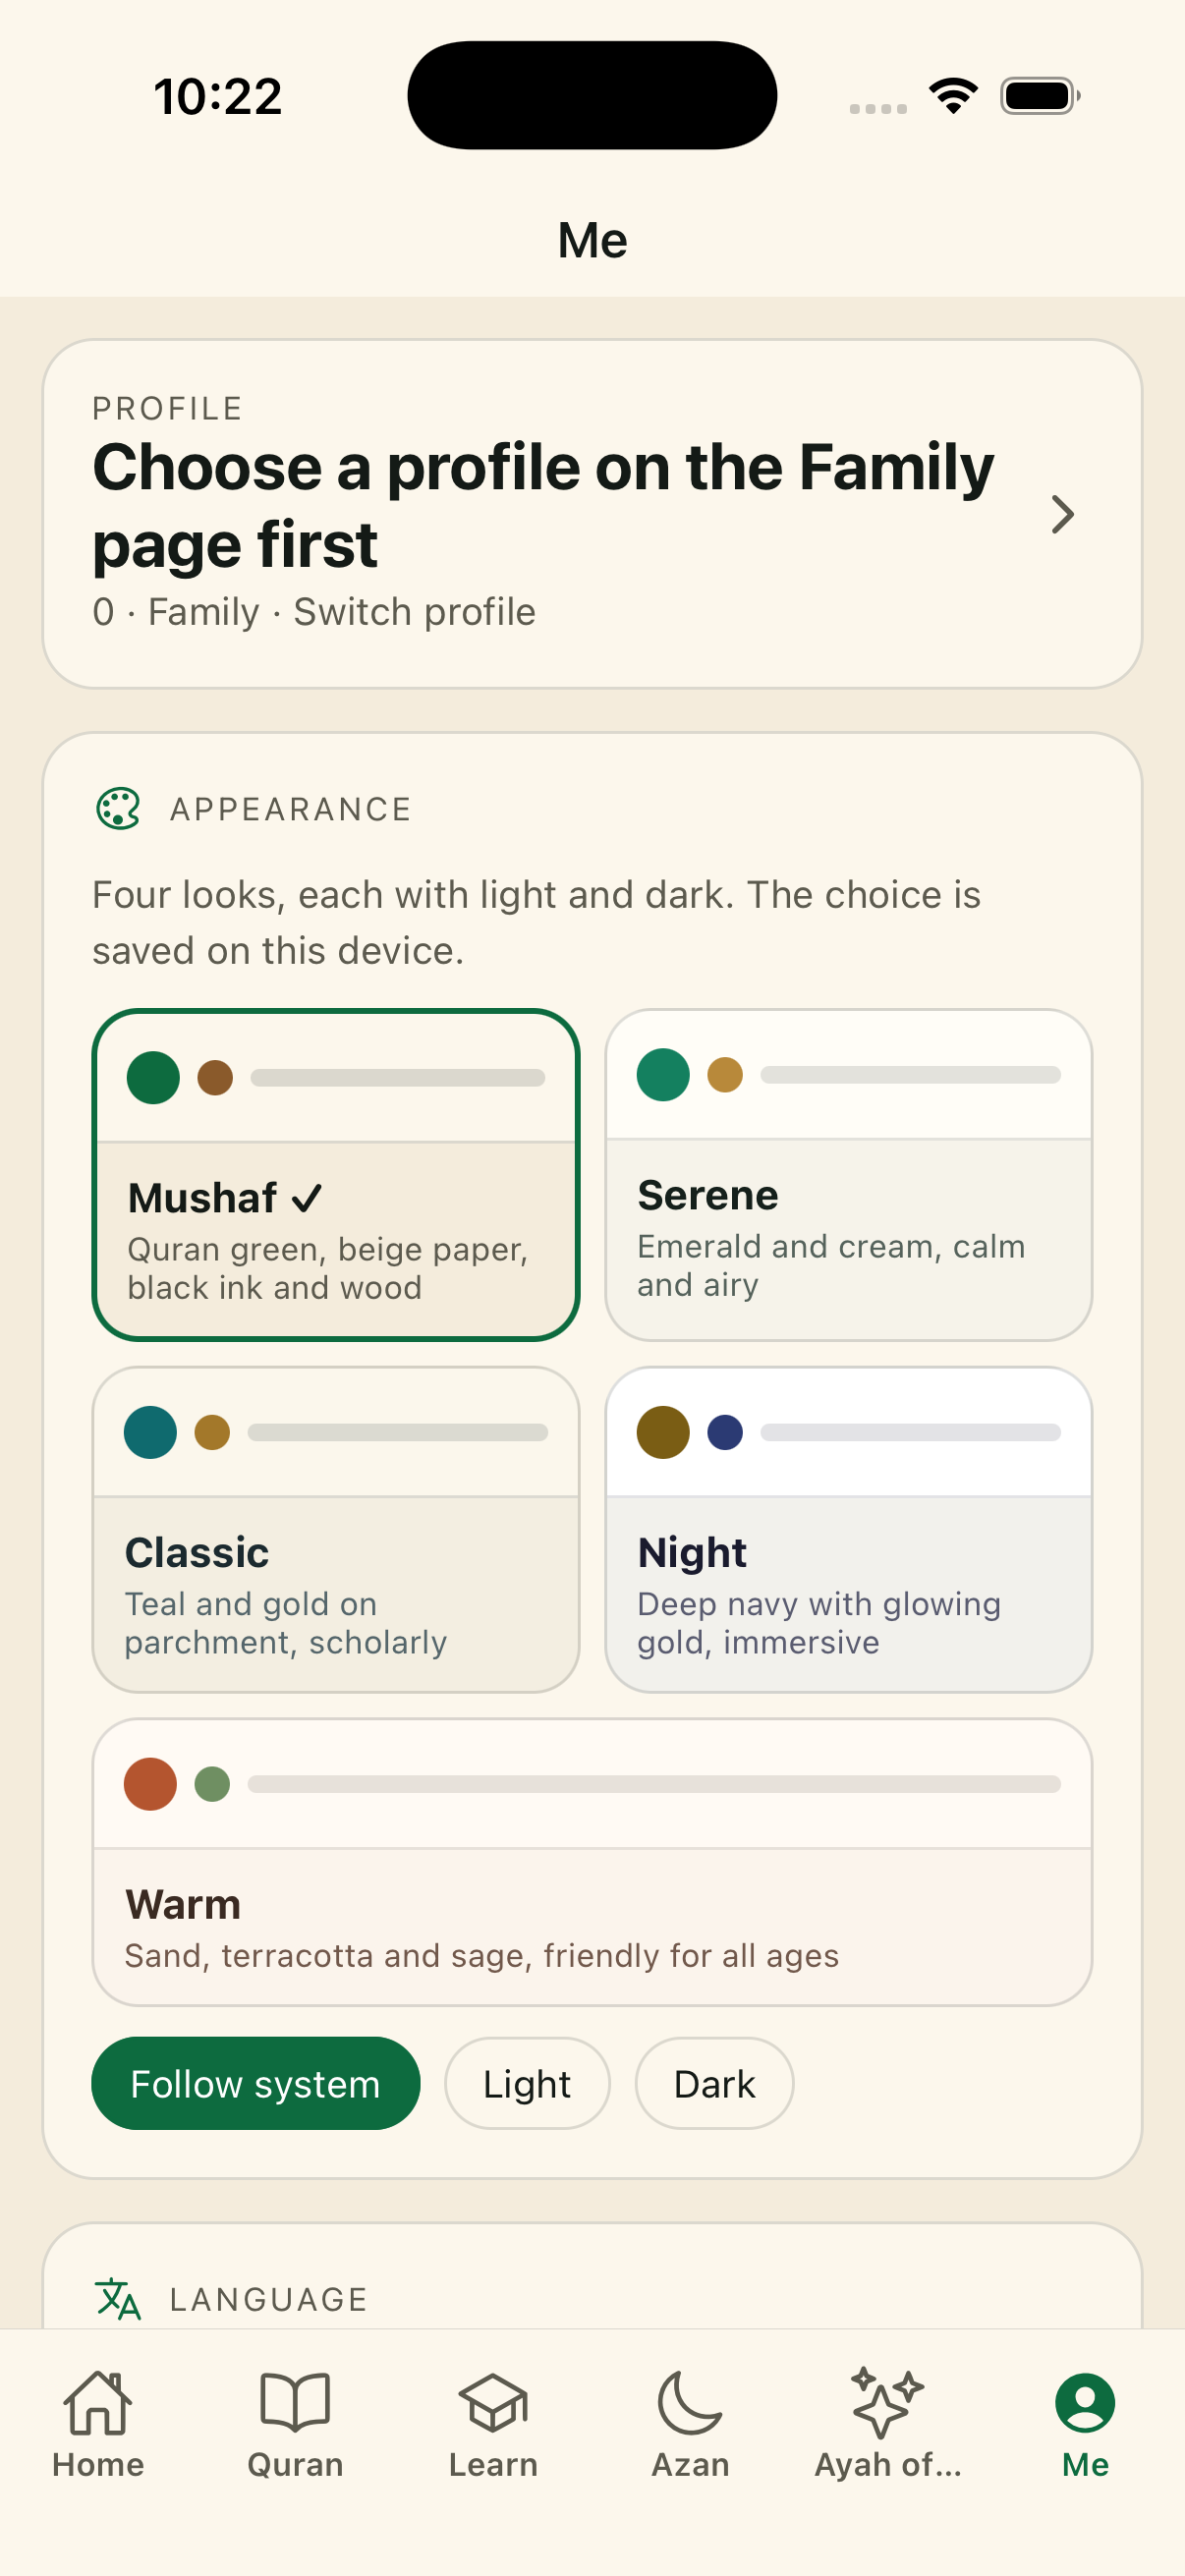 10:22
Me
PROFILE
Choose a profile on the Family
page first
0 · Family · Switch profile
APPEARANCE
Four looks, each with light and dark. The choice is
saved on this device.
Mushaf ✓
Quran green, beige paper,
black ink and wood
Serene
Emerald and cream, calm
and airy
Classic
Teal and gold on
parchment, scholarly
Night
Deep navy with glowing
gold, immersive
Warm
Sand, terracotta and sage, friendly for all ages
Follow system
Light
Dark
LANGUAGE
Home
Quran
Learn
Azan
Ayah of...
Me